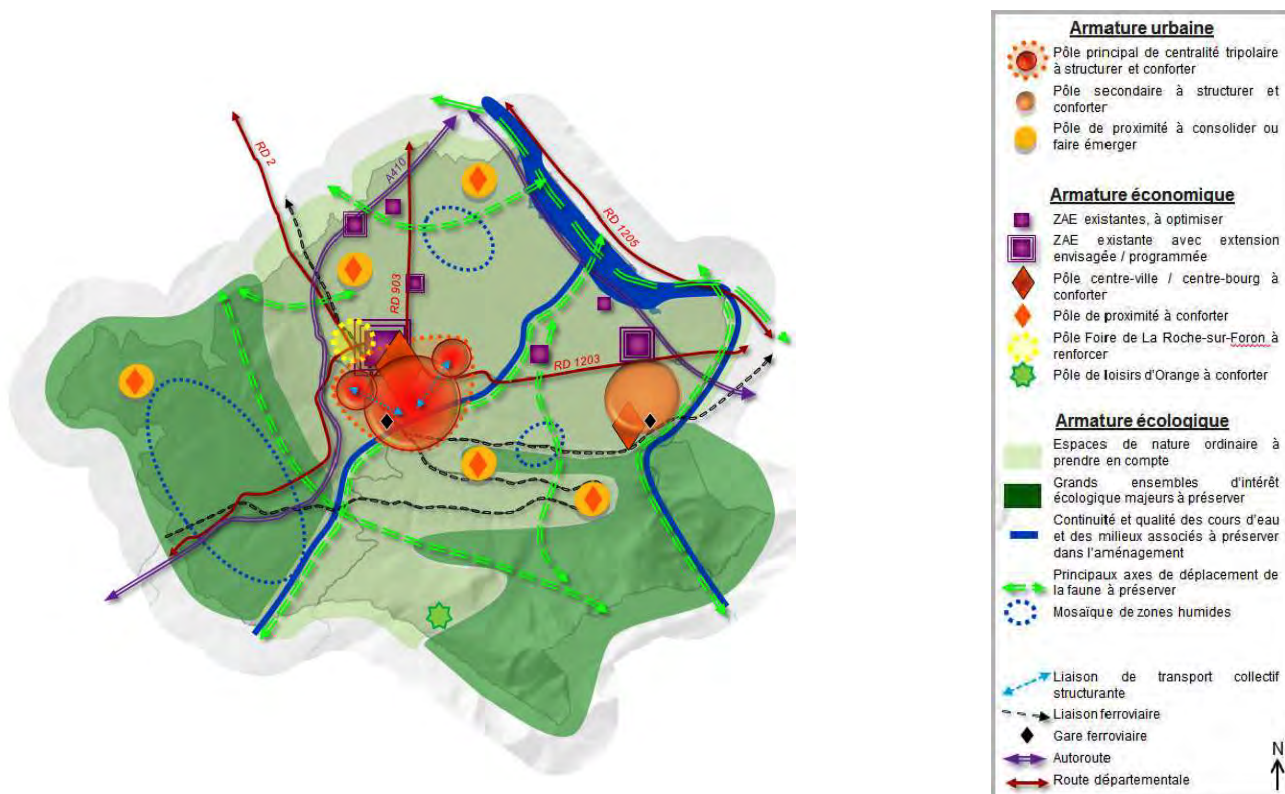 RD 2
A410
RD 903
RD 1205
RD 1203
Armature urbaine
Pôle principal de centralité tripolaire
à structurer et conforter
Pôle secondaire à structurer et
conforter
Pôle de proximité à consolider ou
faire émerger
Armature économique
ZAE existantes, à optimiser
ZAE existante avec extension
envisagée / programmée
Pôle centre-ville / centre-bourg à
conforter
Pôle de proximité à conforter
Pôle Foire de La Roche-sur-Foron à
renforcer
Pôle de loisirs d'Orange à conforter
Armature écologique
Espaces de nature ordinaire à
prendre en compte
Grands ensembles d'intérêt
écologique majeurs à préserver
Continuité et qualité des cours d'eau
et des milieux associés à préserver
dans l'aménagement
Principaux axes de déplacement de
la faune à préserver
Mosaïque de zones humides
Liaison de transport collectif
structurante
Liaison ferroviaire
Gare ferroviaire
Autoroute
Route départementale
N